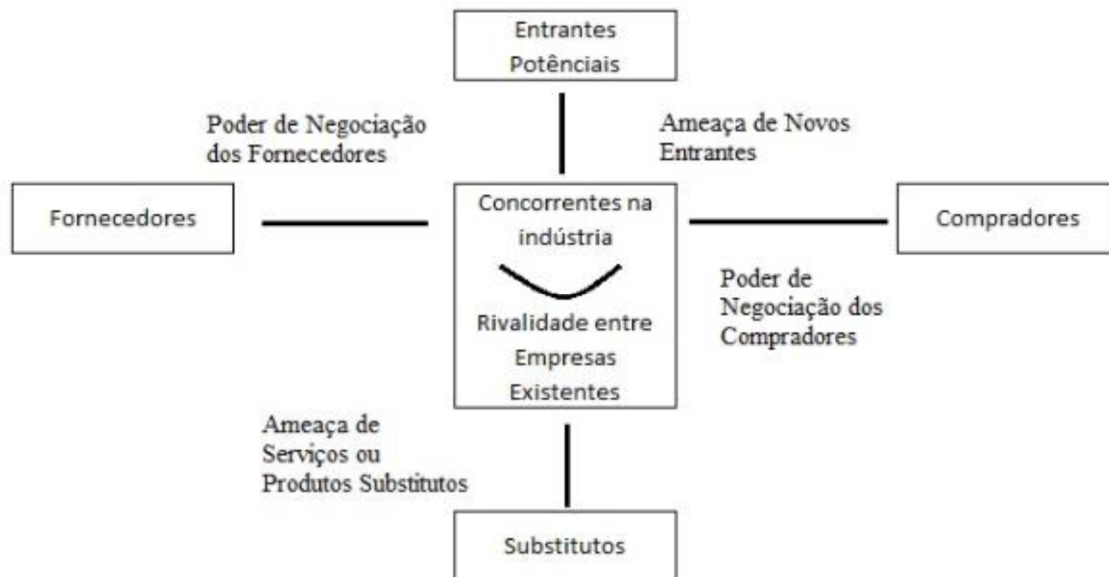 Entrantes
Potênciais
Poder de Negociação
dos Fornecedores
Ameaça de Novos
Entrantes
Fornecedores
Concorrentes na
indústria
Rivalidade entre
Empresas
Existentes
Compradores
Poder de
Negociação dos
Compradores
Ameaça de
Serviços ou
Produtos Substitutos
Substitutos